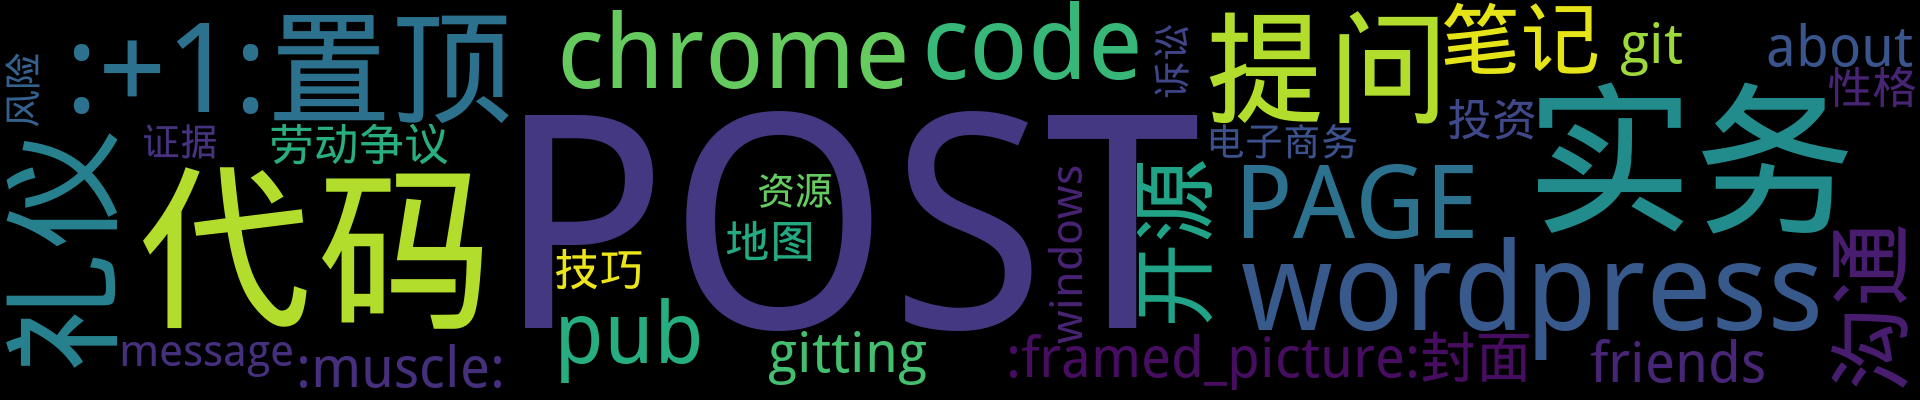 风险
:+1:置顶
chrome
code
诉讼
提问
笔记
git
about
性格
礼仪
证据
劳动争议
代码
POST
资源
地图
技巧
windows
开源
电子商务
投资
PAGE
实务
wordpress
沟通
message
:muscle:
pub
gitting
:framed_picture:封面
friends